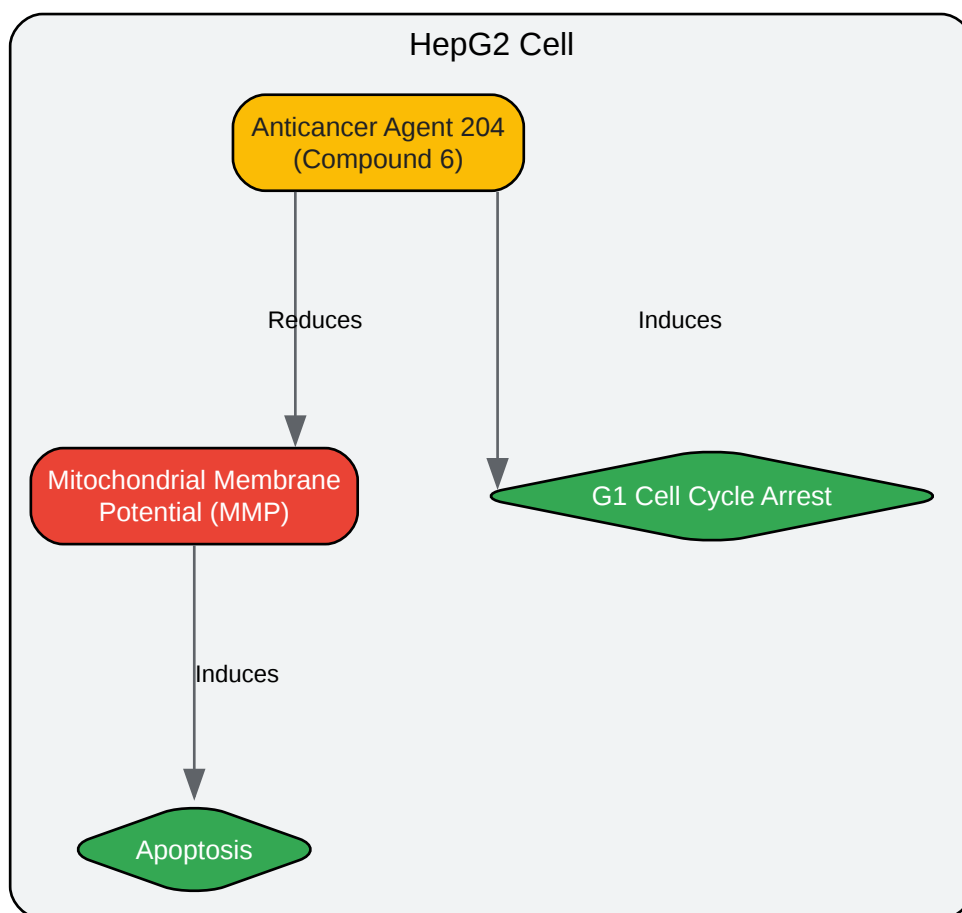 HepG2 Cell
Anticancer Agent 204
(Compound 6)
Reduces
Induces
Mitochondrial Membrane
Potential (MMP)
G1 Cell Cycle Arrest
Induces
Apoptosis